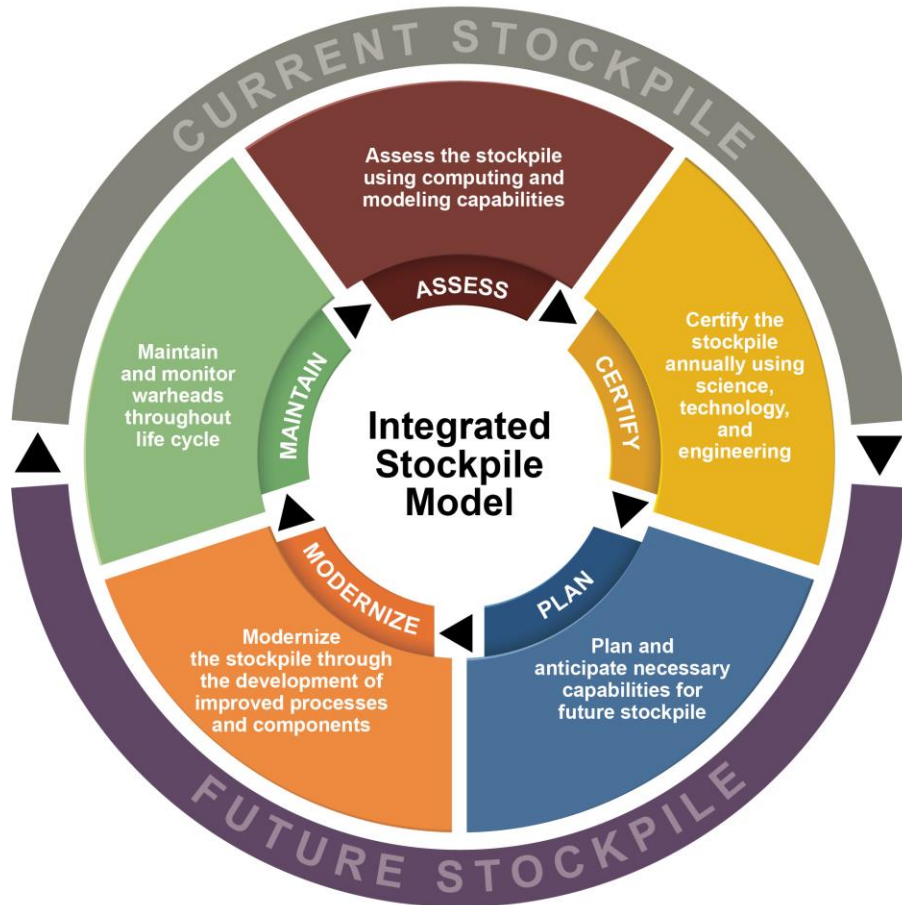 CURRENT STOCKPILE
Assess the stockpile
using computing and
modeling capabilities
ASSESS
Certify the
stockpile
annually using
science,
technology,
and
engineering
CERTIFY
Plan and
anticipate necessary
capabilities for
future stockpile
PLAN
Modernize
the stockpile through
the development of
improved processes
and components
MODERNIZE
Maintain
and monitor
warheads
throughout
life cycle
MAINTAIN
Integrated
Stockpile
Model
FUTURE STOCKPILE